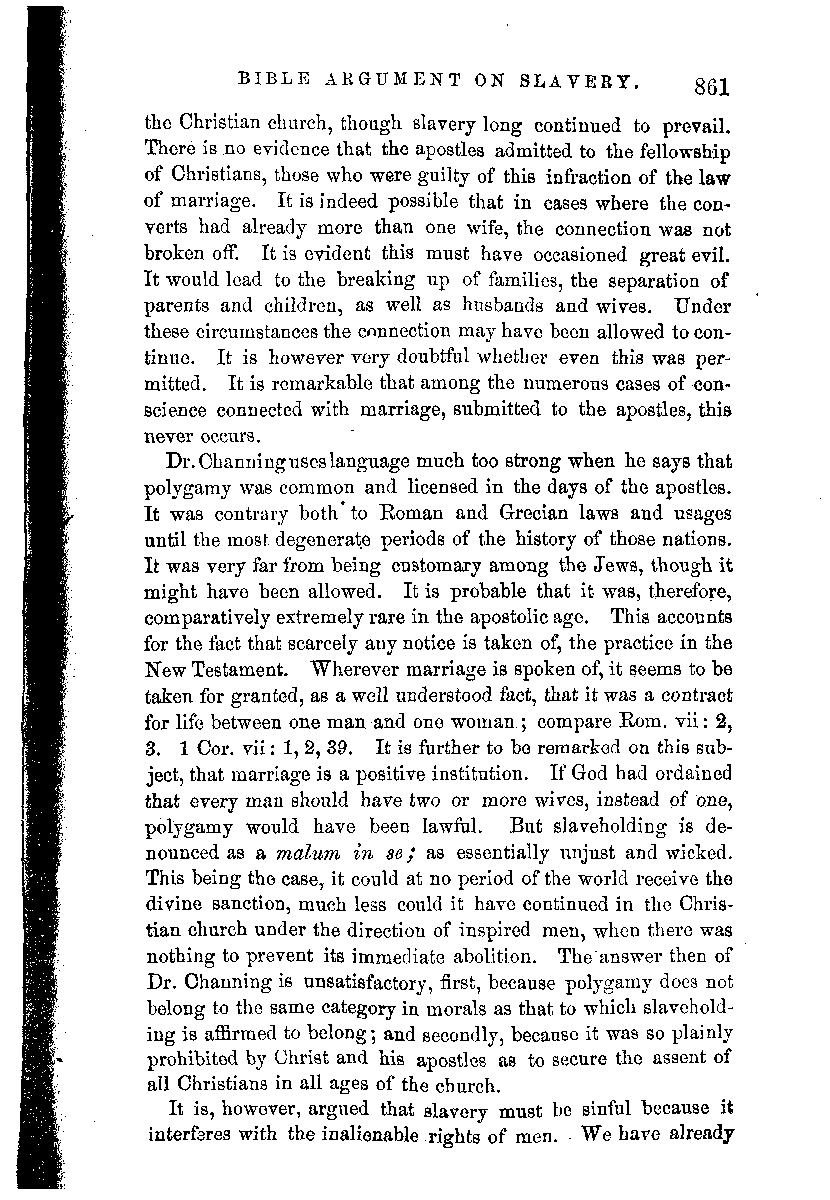 BIBLE ARGUMENT ON SLAVERY. 861
the Christian church, though slavery long continued to prevail.
There is no evidence that the apostles admitted to the fellowship
of Christians, those who were guilty of this infraction of the law
of marriage. It is indeed possible that in cases where the con-
verts had already more than one wife, the connection was not
broken off. It is evident this must have occasioned great evil.
It would lead to the breaking up of families, the separation of
parents and children, as well as husbands and wives. Under
these circumstances the connection may have been allowed to con-
tinue. It is however very doubtful whether even this was per-
mitted. It is remarkable that among the numerous cases of con-
science connected with marriage, submitted to the apostles, this
never occurs.
Dr. Channing uses language much too strong when he says that
polygamy was common and licensed in the days of the apostles.
It was contrary both to Roman and Grecian laws and usages
until the most degenerate periods of the history of those nations.
It was very far from being customary among the Jews, though it
might have been allowed. It is probable that it was, therefore,
comparatively extremely rare in the apostolic age. This accounts
for the fact that scarcely any notice is taken of, the practice in the
New Testament. Wherever marriage is spoken of, it seems to be
taken for granted, as a well understood fact, that it was a contract
for life between one man and one woman; compare Rom. vii: 2,
3. 1 Cor. vii: 1, 2, 39. It is further to be remarked on this sub-
ject, that marriage is a positive institution. If God had ordained
that every man should have two or more wives, instead of one,
polygamy would have been lawful. But slaveholding is de-
nounced as a malum in se; as essentially unjust and wicked.
This being the case, it could at no period of the world receive the
divine sanction, much less could it have continued in the Chris-
tian church under the direction of inspired men, when there was
nothing to prevent its immediate abolition. The answer then of
Dr. Channing is unsatisfactory, first, because polygamy does not
belong to the same category in morals as that to which slavehold-
ing is affirmed to belong; and secondly, because it was so plainly
prohibited by Christ and his apostles as to secure the assent of
all Christians in all ages of the church.
It is, however, argued that slavery must be sinful because it
interferes with the inalienable rights of men. We have already